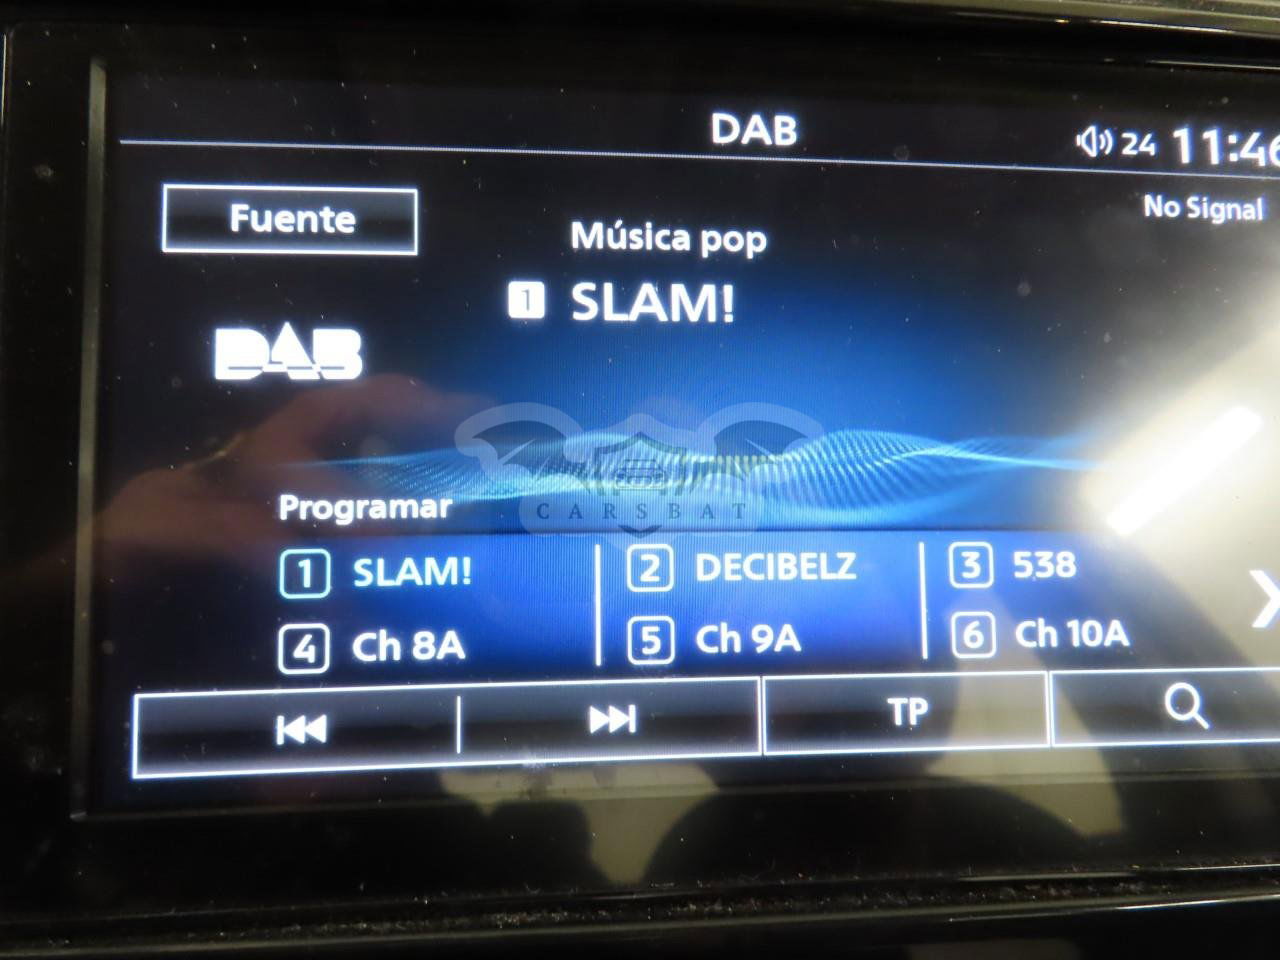 DAB
24 11:46
Fuente
No Signal
Música pop
1 SLAM!
DAB
CARSBAT
Programar
1 SLAM! 2 DECIBELZ 3 538
4 Ch 8A 5 Ch 9A 6 Ch 10A
TP